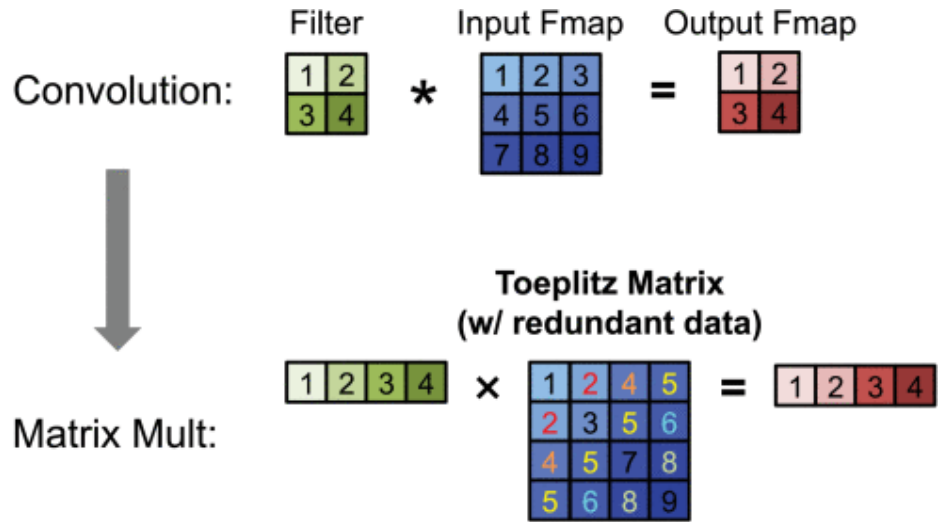 Filter Input Fmap Output Fmap
Convolution: 1 2 * 1 2 3 = 1 2
3 4 4 5 6 3 4
7 8 9
Toeplitz Matrix
(w/ redundant data)
Matrix Mult: 1 2 3 4 × 1 2 4 5 = 1 2 3 4
2 3 5 6
4 5 7 8
5 6 8 9